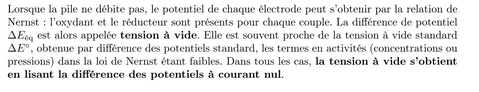 Lorsque la pile ne débite pas, le potentiel de chaque électrode peut s'obtenir par la relation de
Nernst : l'oxydant et le réducteur sont présents pour chaque couple. La différence de potentiel
ΔEéq est alors appelée tension à vide. Elle est souvent proche de la tension à vide standard
ΔE°, obtenue par différence des potentiels standard, les termes en activités (concentrations ou
pressions) dans la loi de Nernst étant faibles. Dans tous les cas, la tension à vide s'obtient
en lisant la différence des potentiels à courant nul.